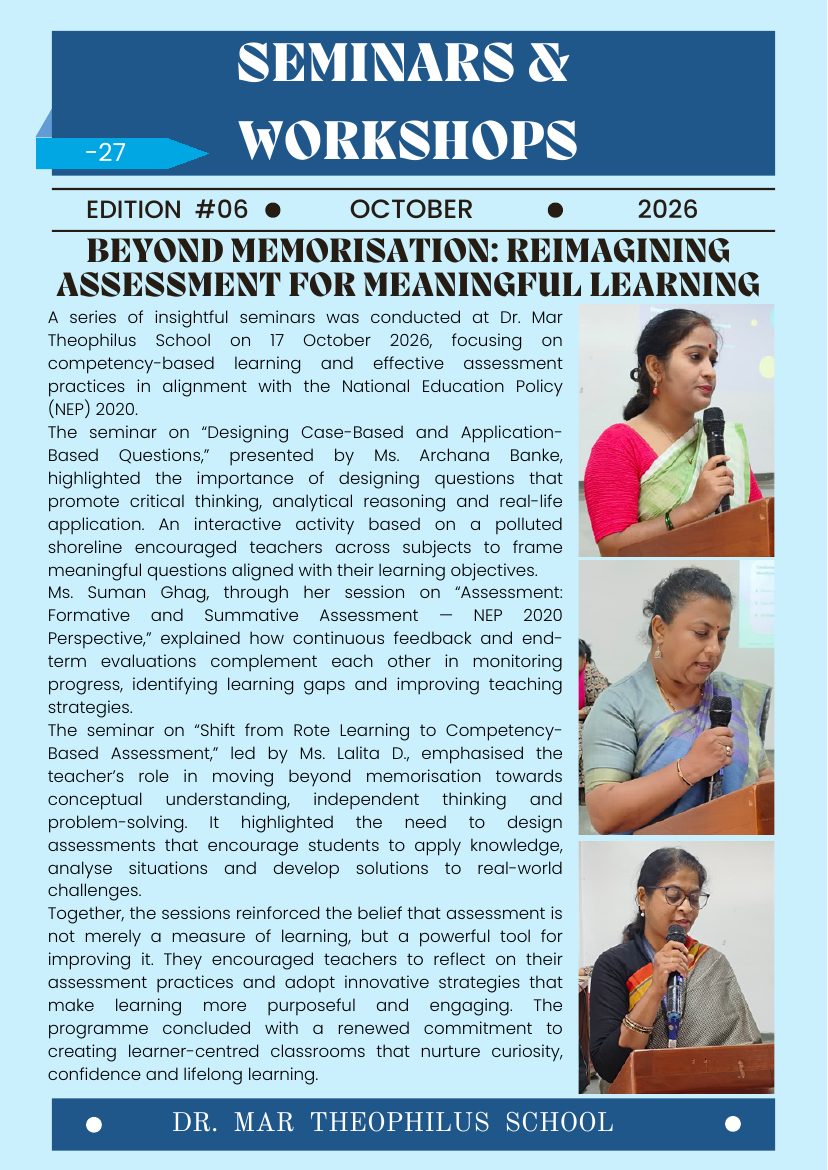 SEMINARS &
WORKSHOPS
-27
EDITION #06 ● OCTOBER ● 2026
BEYOND MEMORISATION: REIMAGINING
ASSESSMENT FOR MEANINGFUL LEARNING
A series of insightful seminars was conducted at Dr. Mar
Theophilus School on 17 October 2026, focusing on
competency-based learning and effective assessment
practices in alignment with the National Education Policy
(NEP) 2020.
The seminar on “Designing Case-Based and Application-
Based Questions,” presented by Ms. Archana Banke,
highlighted the importance of designing questions that
promote critical thinking, analytical reasoning and real-life
application. An interactive activity based on a polluted
shoreline encouraged teachers across subjects to frame
meaningful questions aligned with their learning objectives.
Ms. Suman Ghag, through her session on “Assessment:
Formative and Summative Assessment — NEP 2020
Perspective,” explained how continuous feedback and end-
term evaluations complement each other in monitoring
progress, identifying learning gaps and improving teaching
strategies.
The seminar on “Shift from Rote Learning to Competency-
Based Assessment,” led by Ms. Lalita D., emphasised the
teacher’s role in moving beyond memorisation towards
conceptual understanding, independent thinking and
problem-solving. It highlighted the need to design
assessments that encourage students to apply knowledge,
analyse situations and develop solutions to real-world
challenges.
Together, the sessions reinforced the belief that assessment is
not merely a measure of learning, but a powerful tool for
improving it. They encouraged teachers to reflect on their
assessment practices and adopt innovative strategies that
make learning more purposeful and engaging. The
programme concluded with a renewed commitment to
creating learner-centred classrooms that nurture curiosity,
confidence and lifelong learning.
DR. MAR THEOPHILUS SCHOOL